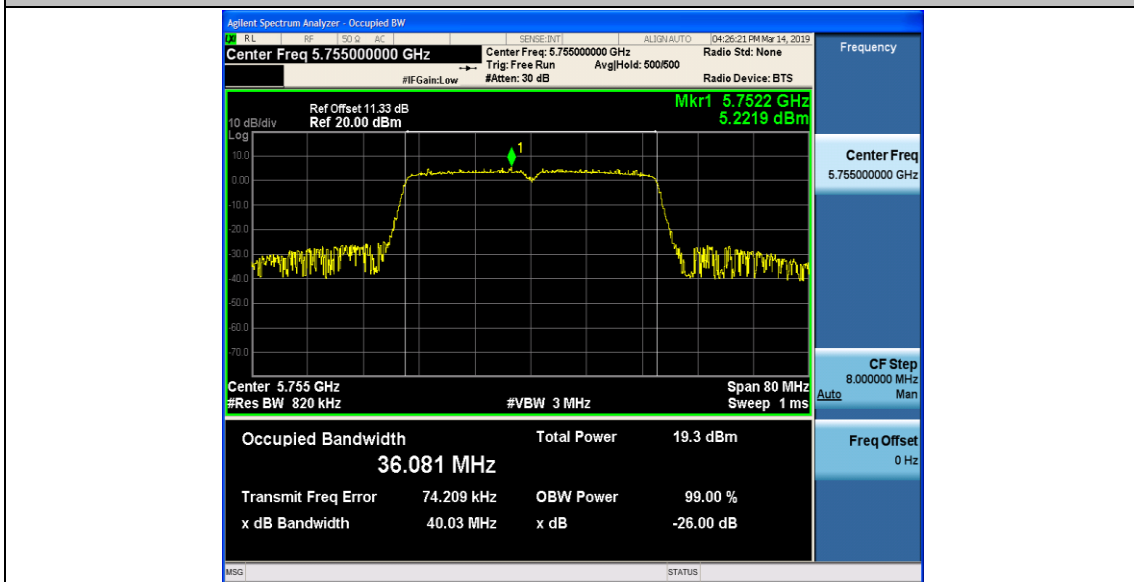 Agilent Spectrum Analyzer - Occupied BW
RL RF 50 Ω AC SENSE:INT ALIGNAUTO 04:26:21 PM Mar 14, 2019
Center Freq 5.755000000 GHz
Center Freq: 5.755000000 GHz Radio Std: None
Trig: Free Run Avg|Hold: 500/500
#IFGain:Low #Atten: 30 dB Radio Device: BTS
Frequency
Mkr1 5.7522 GHz
5.2219 dBm
Ref Offset 11.33 dB
10 dB/div Ref 20.00 dBm
Log
10.0
0.00
-10.0
-20.0
-30.0
-40.0
-50.0
-60.0
-70.0
1
Center 5.755 GHz Span 80 MHz
#Res BW 820 kHz #VBW 3 MHz Sweep 1 ms
Center Freq
5.755000000 GHz
CF Step
8.000000 MHz
Auto Man
Freq Offset
0 Hz
Occupied Bandwidth Total Power 19.3 dBm
36.081 MHz
Transmit Freq Error 74.209 kHz OBW Power 99.00 %
x dB Bandwidth 40.03 MHz x dB -26.00 dB
MSG STATUS